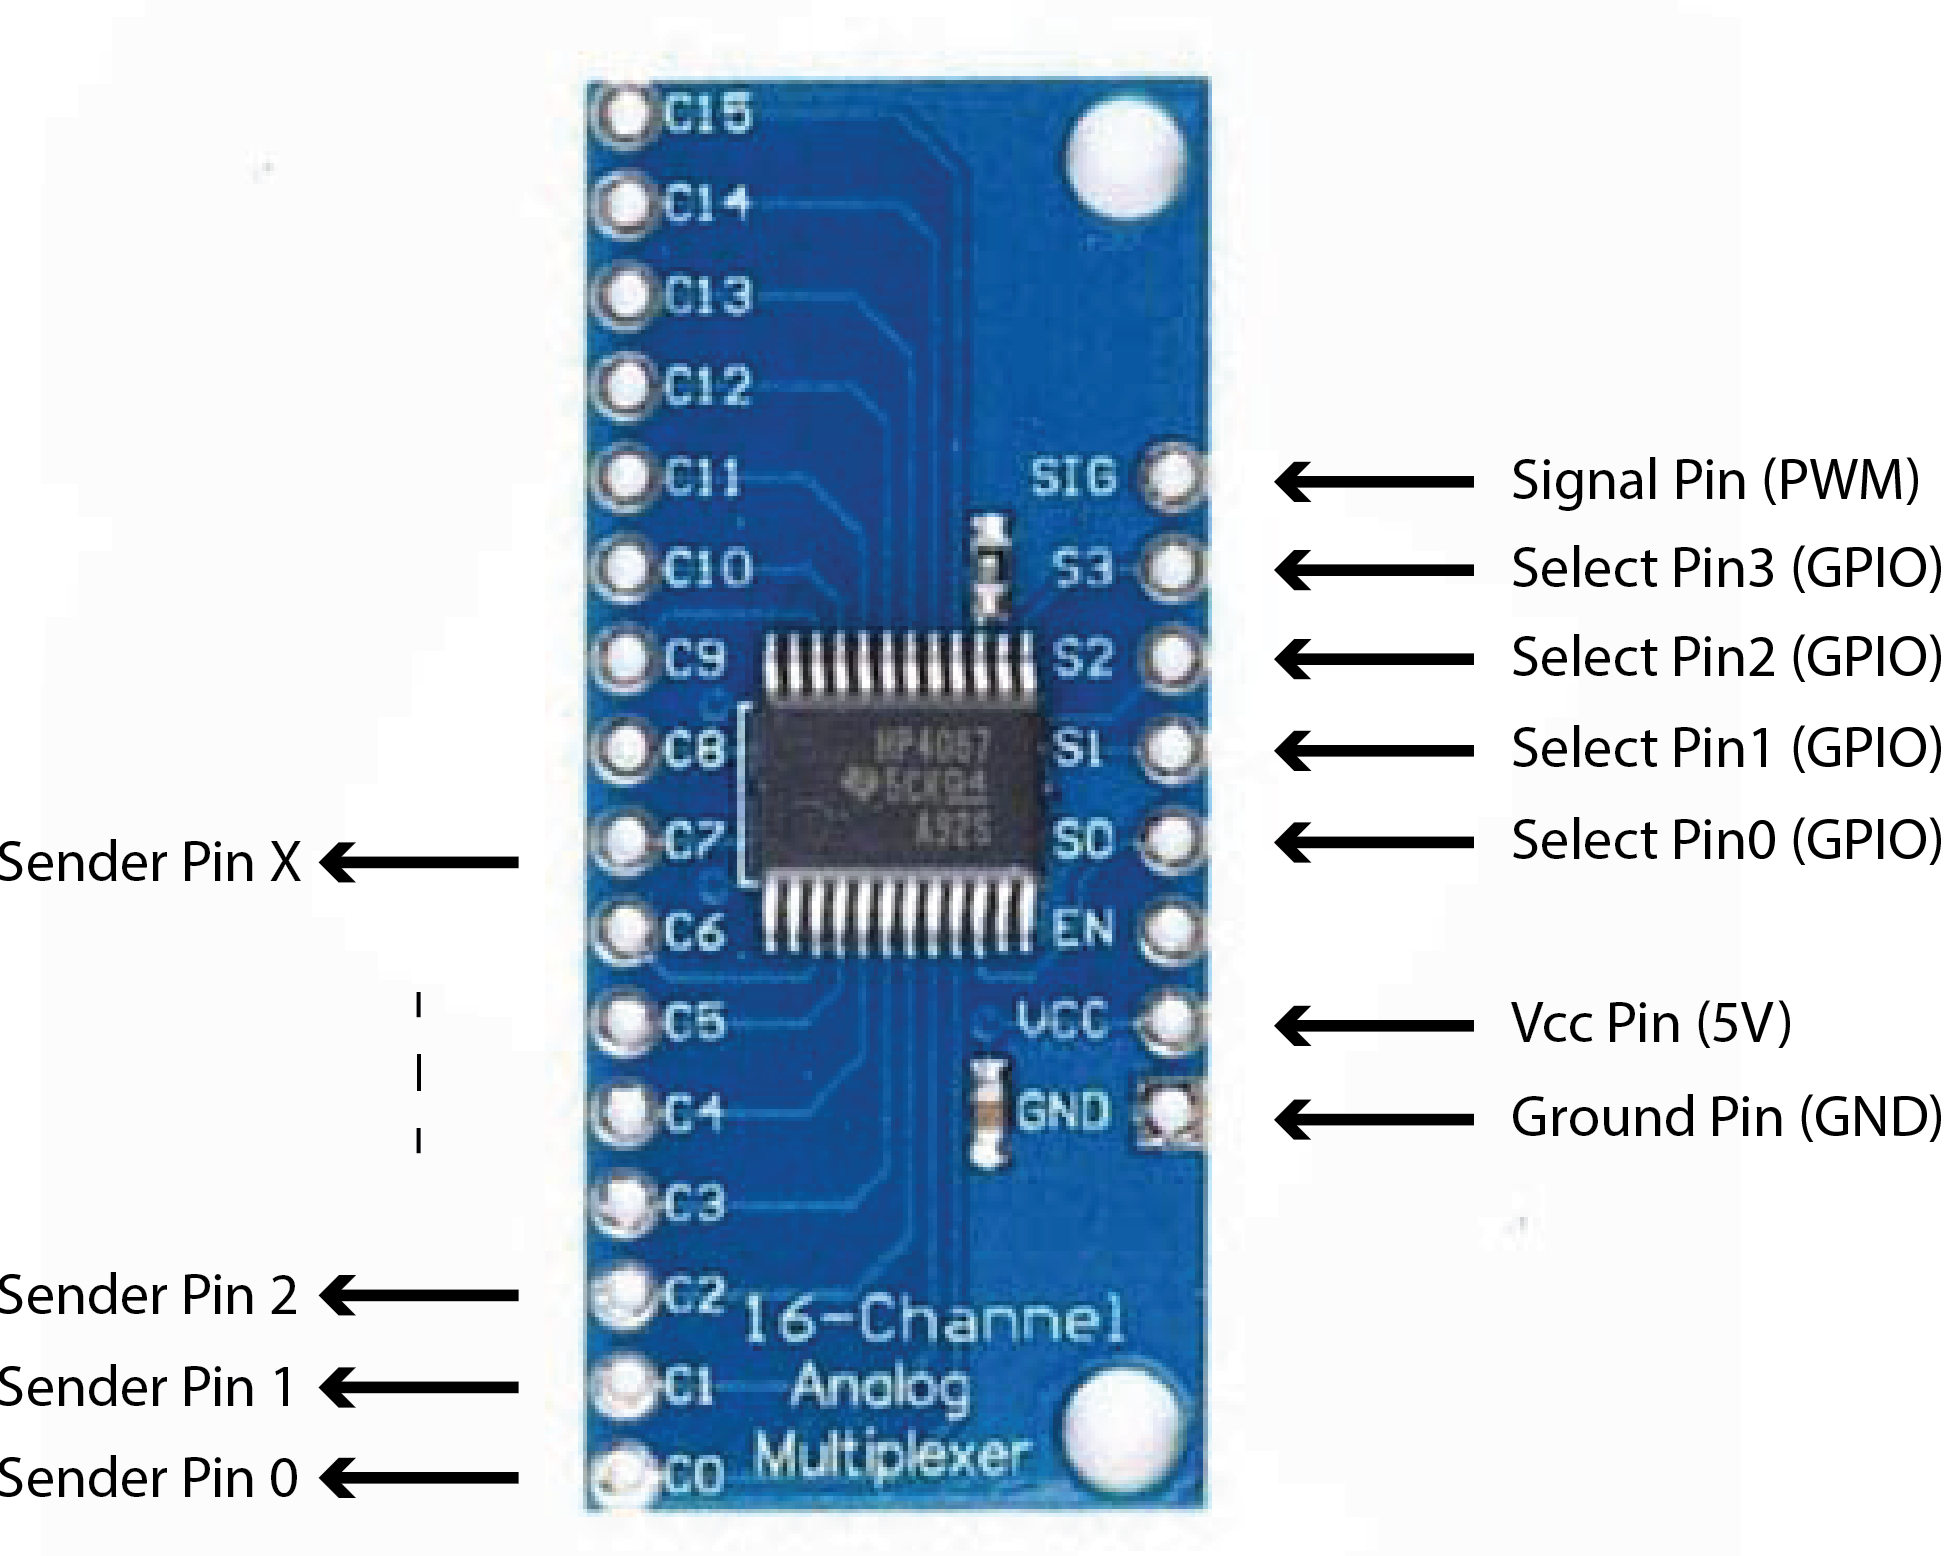 C15
C14
C13
C12
C11
C10
C9
C8
C7
C6
C5
C4
C3
C2
C1
C0
SIG
S3
S2
S1
S0
EN
VCC
GND
HP4067
A925
16-Channel
Analog
Multiplexer
Sender Pin X
Sender Pin 2
Sender Pin 1
Sender Pin 0
Signal Pin (PWM)
Select Pin3 (GPIO)
Select Pin2 (GPIO)
Select Pin1 (GPIO)
Select Pin0 (GPIO)
Vcc Pin (5V)
Ground Pin (GND)